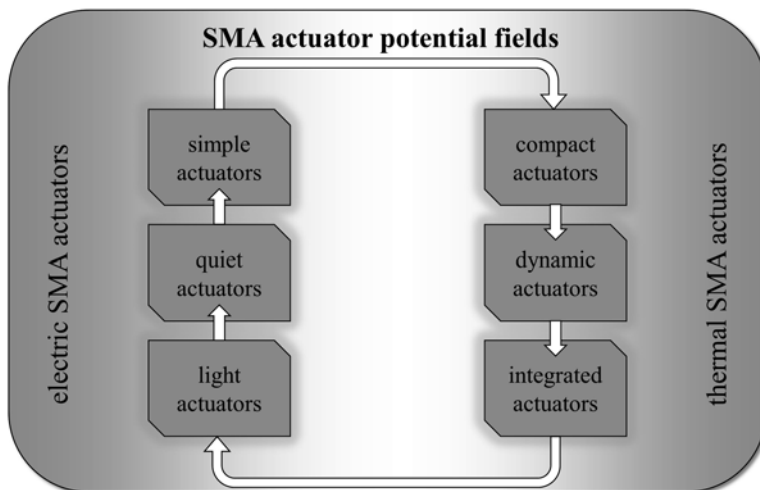 SMA actuator potential fields
electric SMA actuators
simple
actuators
quiet
actuators
light
actuators
compact
actuators
dynamic
actuators
integrated
actuators
thermal SMA actuators